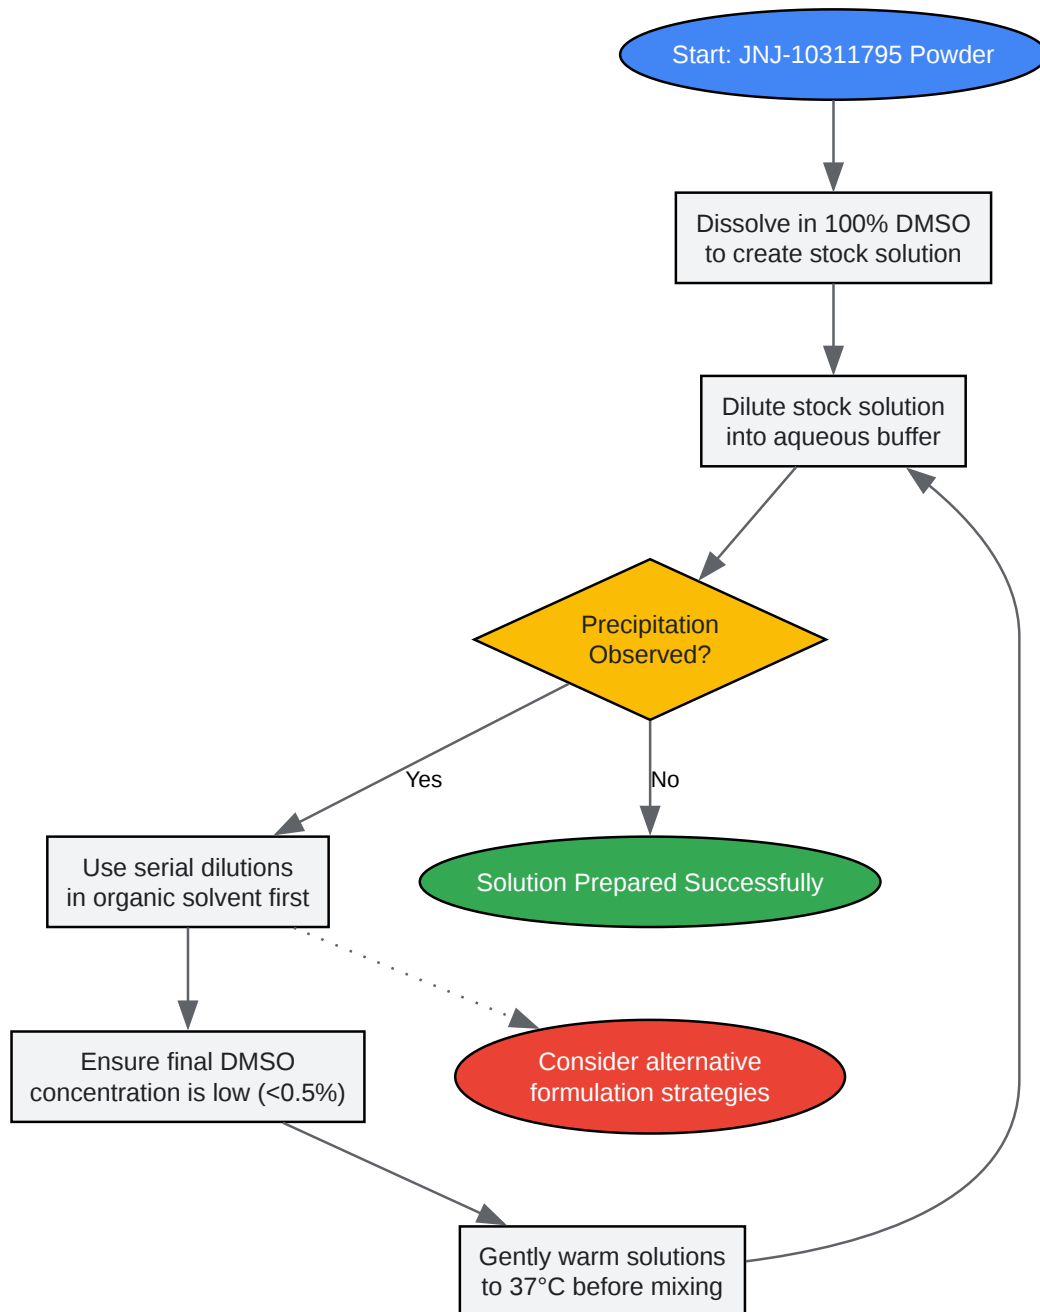 Start: JNJ-10311795 Powder
Dissolve in 100% DMSO
to create stock solution
Dilute stock solution
into aqueous buffer
Precipitation
Observed?
Yes
No
Use serial dilutions
in organic solvent first
Solution Prepared Successfully
Ensure final DMSO
concentration is low (<0.5%)
Consider alternative
formulation strategies
Gently warm solutions
to 37°C before mixing